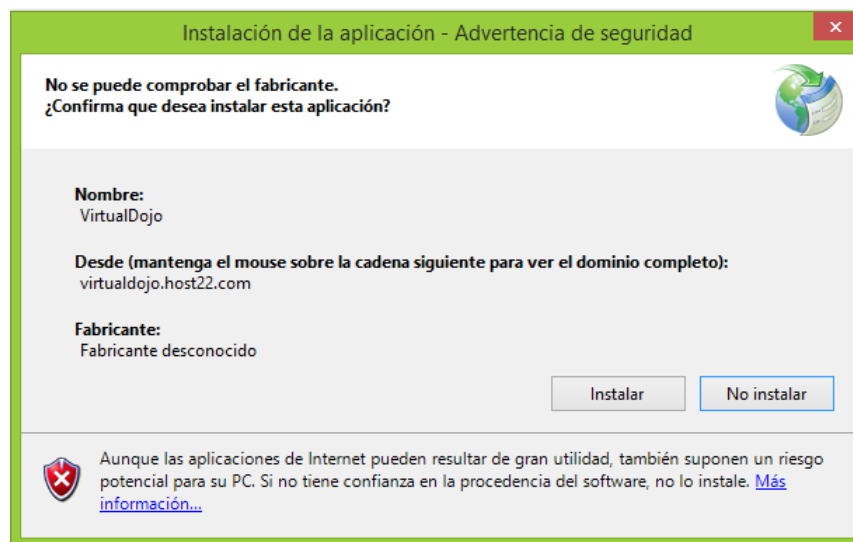 Instalación de la aplicación - Advertencia de seguridad
No se puede comprobar el fabricante.
¿Confirma que desea instalar esta aplicación?
Nombre:
VirtualDojo
Desde (mantenga el mouse sobre la cadena siguiente para ver el dominio completo):
virtualdojo.host22.com
Fabricante:
Fabricante desconocido
Instalar
No instalar
Aunque las aplicaciones de Internet pueden resultar de gran utilidad, también suponen un riesgo
potencial para su PC. Si no tiene confianza en la procedencia del software, no lo instale. Más
información...